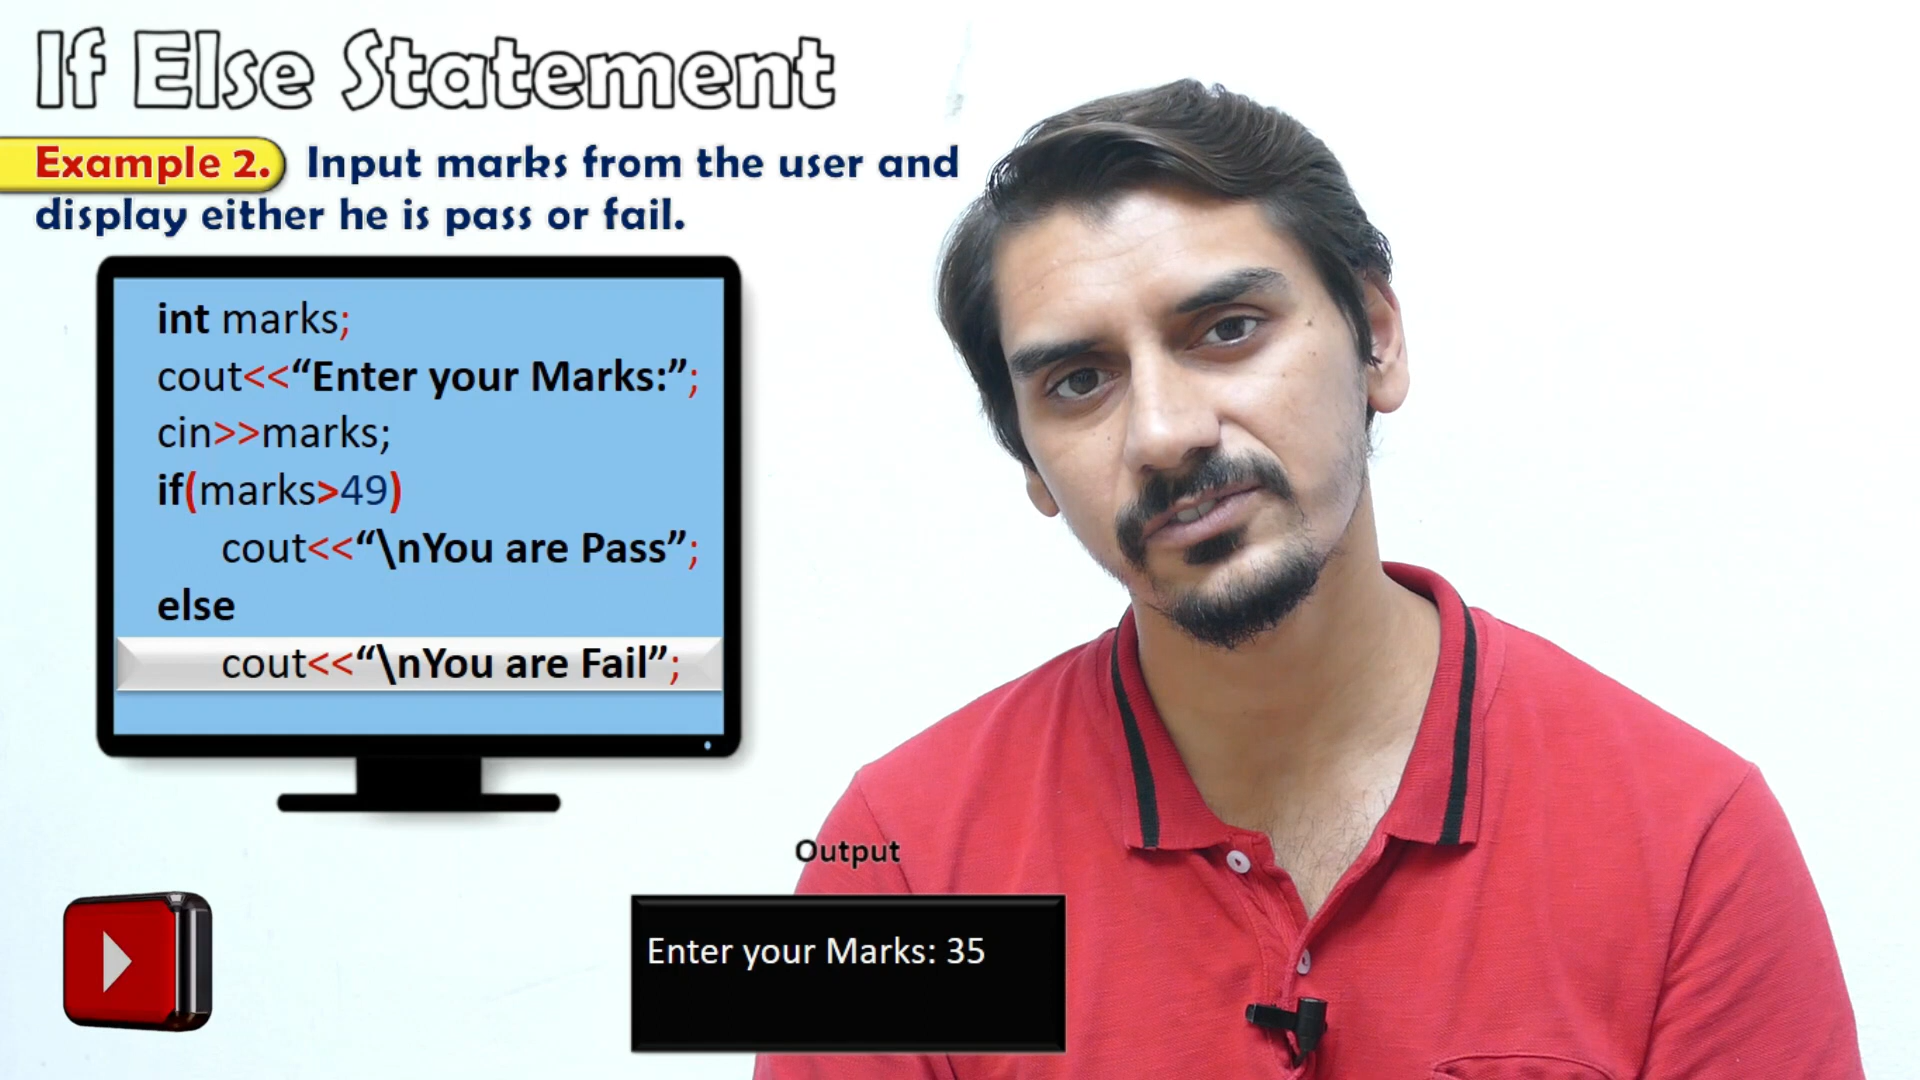 If Else Statement
Example 2. Input marks from the user and
display either he is pass or fail.
int marks;
cout<<“Enter your Marks:”;
cin>>marks;
if(marks>49)
cout<<“\nYou are Pass”;
else
cout<<“\nYou are Fail”;
Output
Enter your Marks: 35